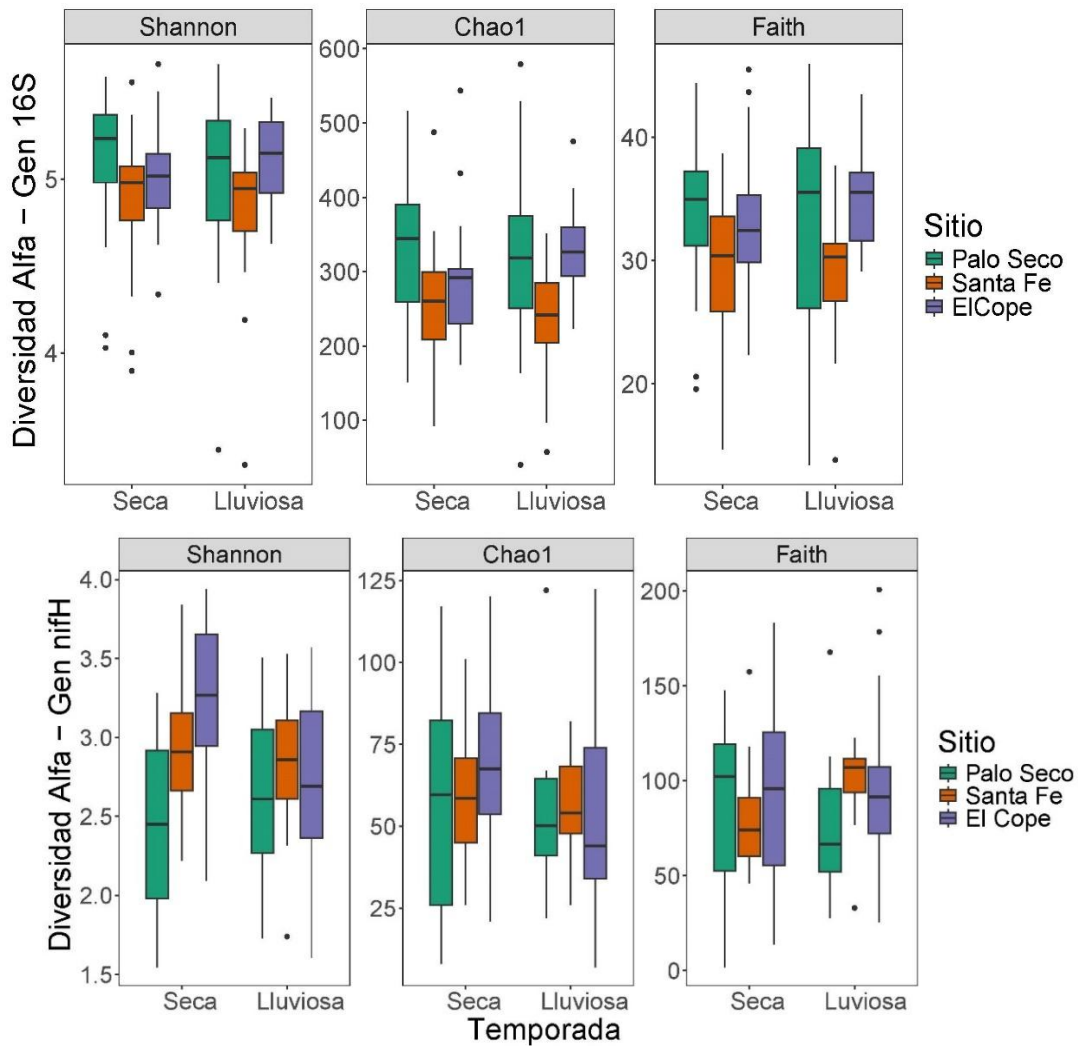 Shannon
Chao1
Faith
Diversidad Alfa – Gen 16S
5
4
600
500
400
300
200
100
40
30
20
Seca
Lluviosa
Seca
Lluviosa
Seca
Lluviosa
Sitio
Palo Seco
Santa Fe
ElCope
Shannon
Chao1
Faith
Diversidad Alfa – Gen nifH
4.0
3.5
3.0
2.5
2.0
1.5
125
100
75
50
25
200
150
100
50
0
Seca
Lluviosa
Seca
Lluviosa
Seca
Luviosa
Temporada
Sitio
Palo Seco
Santa Fe
El Cope